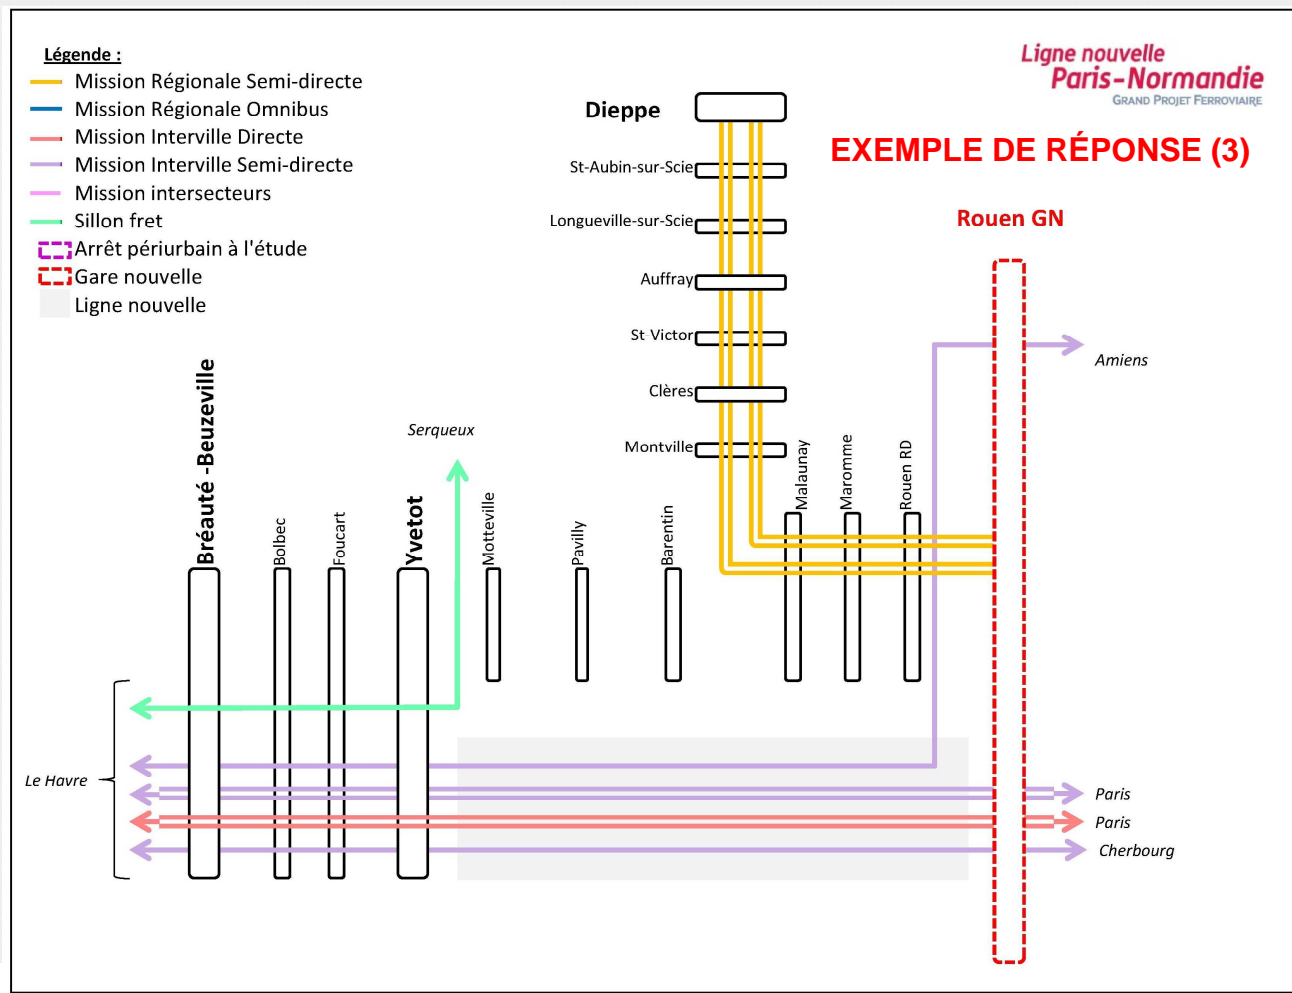 Légende :
Mission Régionale Semi-directe
Mission Régionale Omnibus
Mission Interville Directe
Mission Interville Semi-directe
Mission intersecteurs
Sillon fret
Arrêt périurbain à l'étude
Gare nouvelle
Ligne nouvelle
Ligne nouvelle
Paris-Normandie
GRAND PROJET FERROVIAIRE
EXEMPLE DE RÉPONSE (3)
Dieppe
St-Aubin-sur-Scie
Longueville-sur-Scie
Auffray
St-Victor
Clères
Montville
Rouen GN
Amiens
Serqueux
Bréauté -Beuzeville
Bolbec
Foucart
Yvetot
Motteville
Pavilly
Barentin
Malaunay
Maromme
Rouen RD
Le Havre
Paris
Paris
Cherbourg